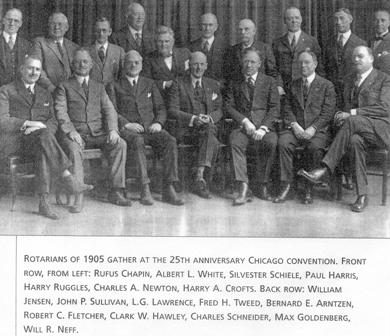 ROTARIANS OF 1905 GATHER AT THE 25TH ANNIVERSARY CHICAGO CONVENTION. FRONT
ROW, FROM LEFT: RUFUS CHAPIN, ALBERT L. WHITE, SILVESTER SCHIELE, PAUL HARRIS,
HARRY RUGGLES, CHARLES A. NEWTON, HARRY A. CROFTS. BACK ROW: WILLIAM
JENSEN, JOHN P. SULLIVAN, L.G. LAWRENCE, FRED H. TWEED, BERNARD E. ARNTZEN,
ROBERT C. FLETCHER, CLARK W. HAWLEY, CHARLES SCHNEIDER, MAX GOLDENBERG,
WILL R. NEFF.